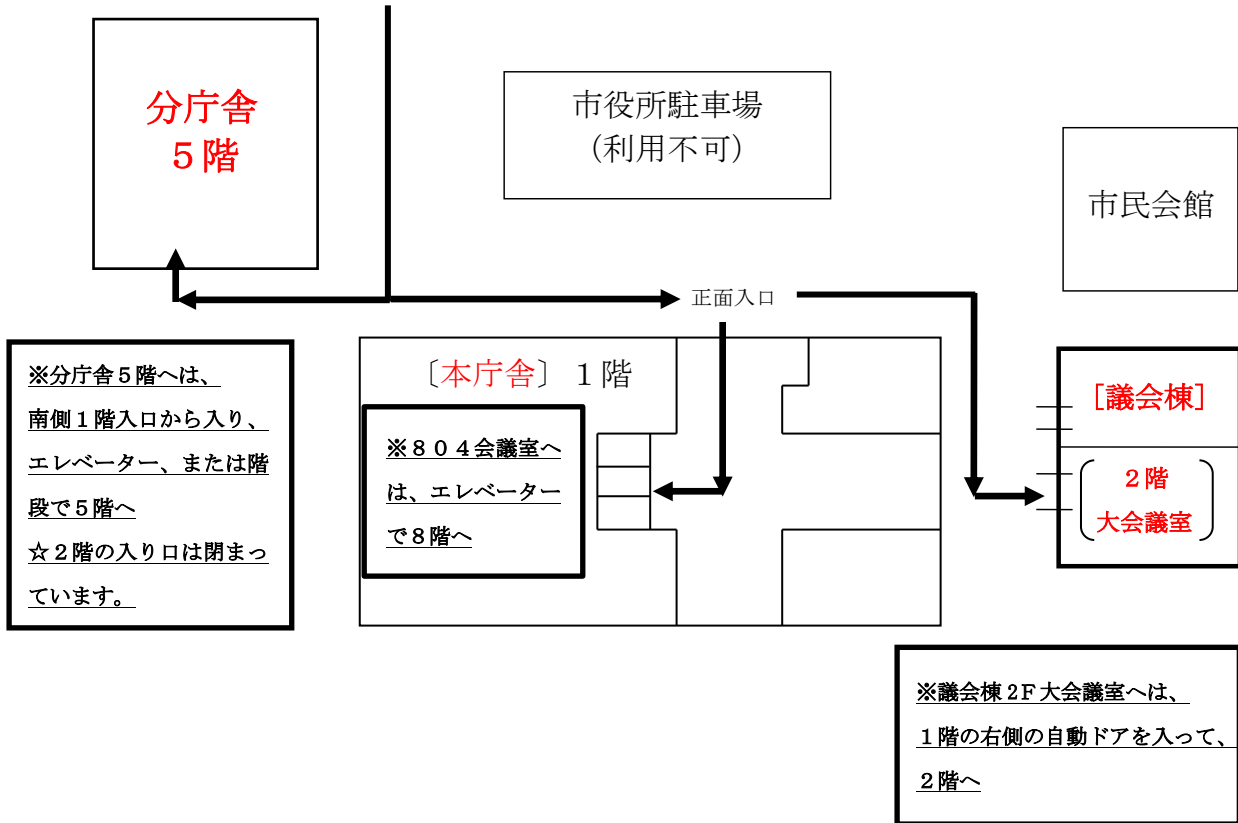 分庁舎
５階
市役所駐車場
（利用不可）
市民会館
正面入口
※分庁舎５階へは、
南側１階入口から入り、
エレベーター、または階
段で５階へ
☆２階の入り口は閉まっ
ています。
〔本庁舎〕１階
※８０４会議室へ
は、エレベーター
で８階へ
［議会棟］
２階
大会議室
※議会棟２F大会議室へは、
１階の右側の自動ドアを入って、
２階へ